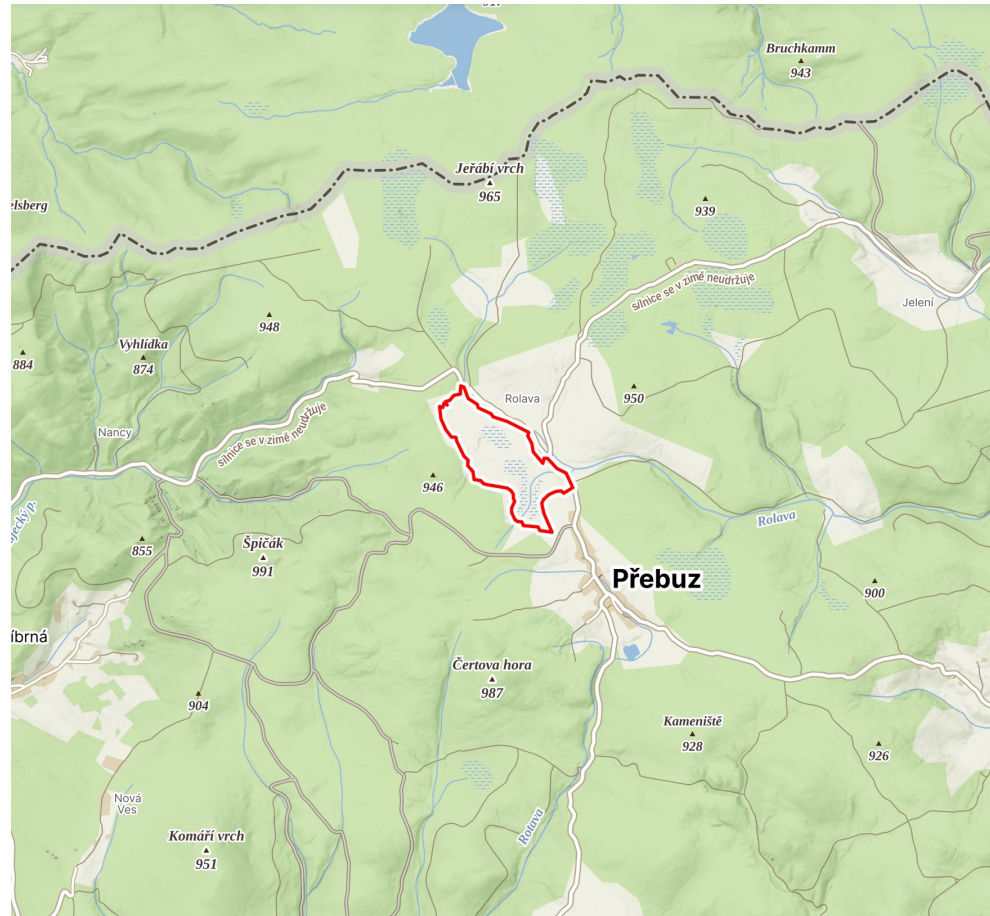 Bruchkamm
943
Jeřábí vrch
965
elsberg
939
silnice se v zimě neudržuje
Jelení
948
Vyhlídka
874
884
950
Rolava
silnice se v zimě neudržuje
Nancy
946
Rolava
855
Špičák
991
Přebuz
900
íbrná
Čertova hora
987
904
Kameniště
928
926
Nová
Ves
Rolava
Komáří vrch
951